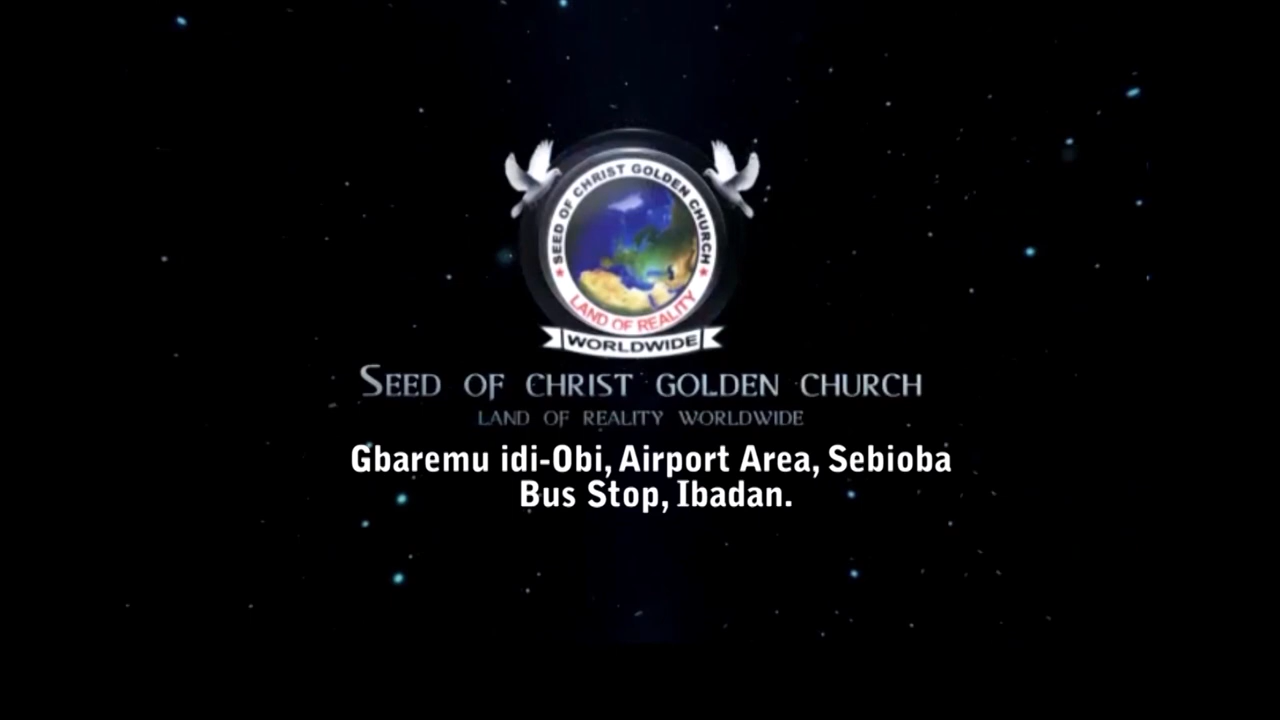 SEED OF CHRIST GOLDEN CHURCH
LAND OF REALITY
WORLDWIDE
SEED OF CHRIST GOLDEN CHURCH
LAND OF REALITY WORLDWIDE
Gbaremu idi-Obi, Airport Area, Sebioba
Bus Stop, Ibadan.